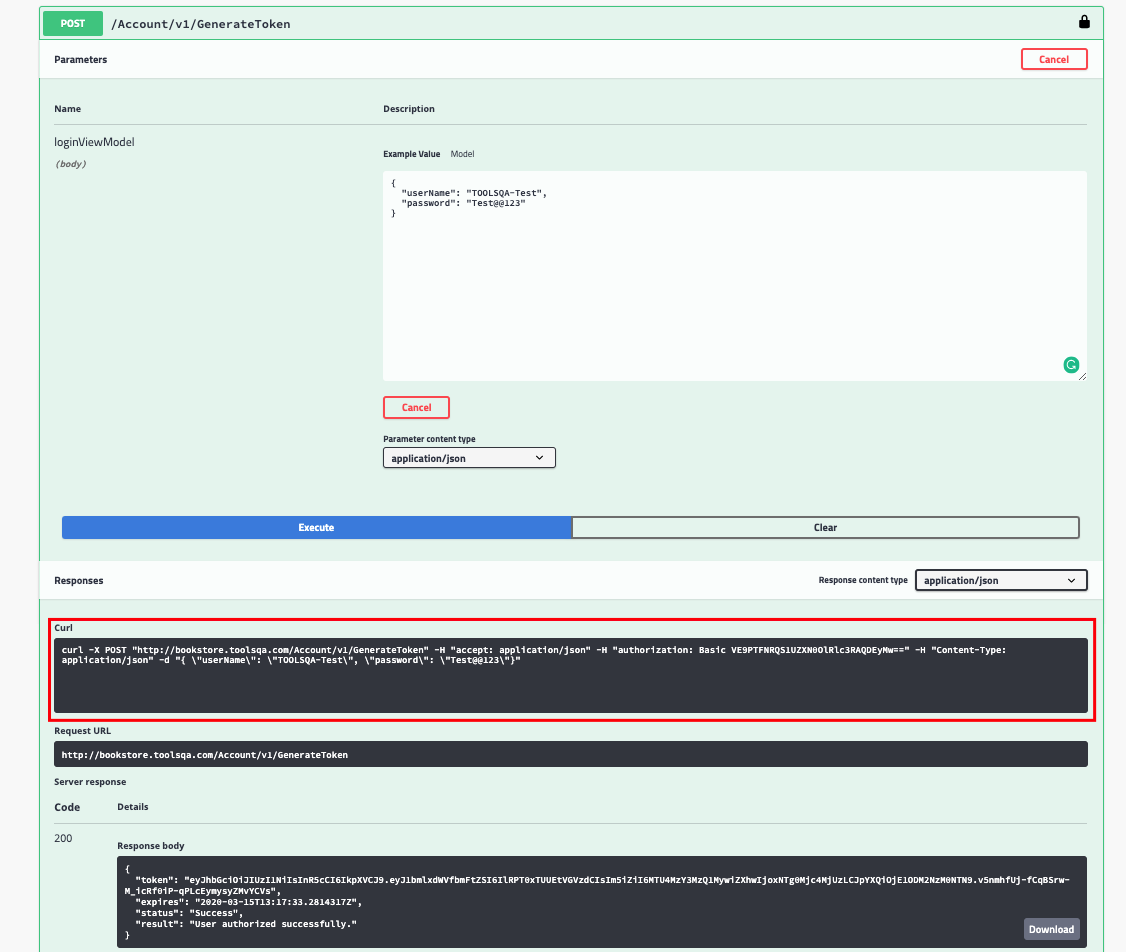 POST /Account/v1/GenerateToken
Parameters
Cancel
Name Description
loginViewModel
(body)
Example Value Model
{
"userName": "TOOLSQA-Test",
"password": "Test@@123"
}
Cancel
Parameter content type
application/json
Execute Clear
Responses Response content type application/json
Curl
curl -X POST "http://bookstore.toolsqa.com/Account/v1/GenerateToken" -H "accept: application/json" -H "authorization: Basic VE9PTFNRQS1UZXN0OlRlc3RAQDEyMw==" -H "Content-Type:
application/json" -d "{ \"userName\": \"TOOLSQA-Test\", \"password\": \"Test@@123\"}"
Request URL
http://bookstore.toolsqa.com/Account/v1/GenerateToken
Server response
Code Details
200
Response body
{
"token": "eyJhbGciOiJIUzI1NiIsInR5cCI6IkpXVCJ9.eyJ1bmlxdWVfbmFtZSI6IlRPT0xTUUEtVGVzdCIsIm5iZiI6MTU4MzY3MzQ1MywiZXhwIjoxNTg0Mjc4MjUzLCJpYXQiOjE1ODM2NzM0NTN9.v5nmhfUj-fCqBSrw-
M_icRf0iP-qPLcEymysyZMvYCVs",
"expires": "2020-03-15T13:17:33.2814317Z",
"status": "Success",
"result": "User authorized successfully."
}
Download